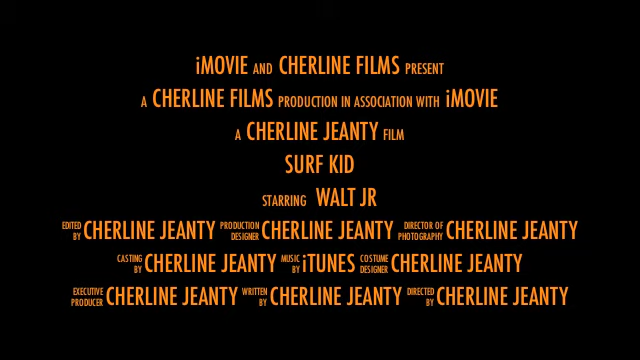 iMOVIE AND CHERLINE FILMS PRESENT
A CHERLINE FILMS PRODUCTION IN ASSOCIATION WITH iMOVIE
A CHERLINE JEANTY FILM
SURF KID
STARRING WALT JR
EDITED BY CHERLINE JEANTY PRODUCTION DESIGNER CHERLINE JEANTY DIRECTOR OF PHOTOGRAPHY CHERLINE JEANTY
CASTING BY CHERLINE JEANTY MUSIC BY iTUNES COSTUME DESIGNER CHERLINE JEANTY
EXECUTIVE PRODUCER CHERLINE JEANTY WRITTEN BY CHERLINE JEANTY DIRECTED BY CHERLINE JEANTY